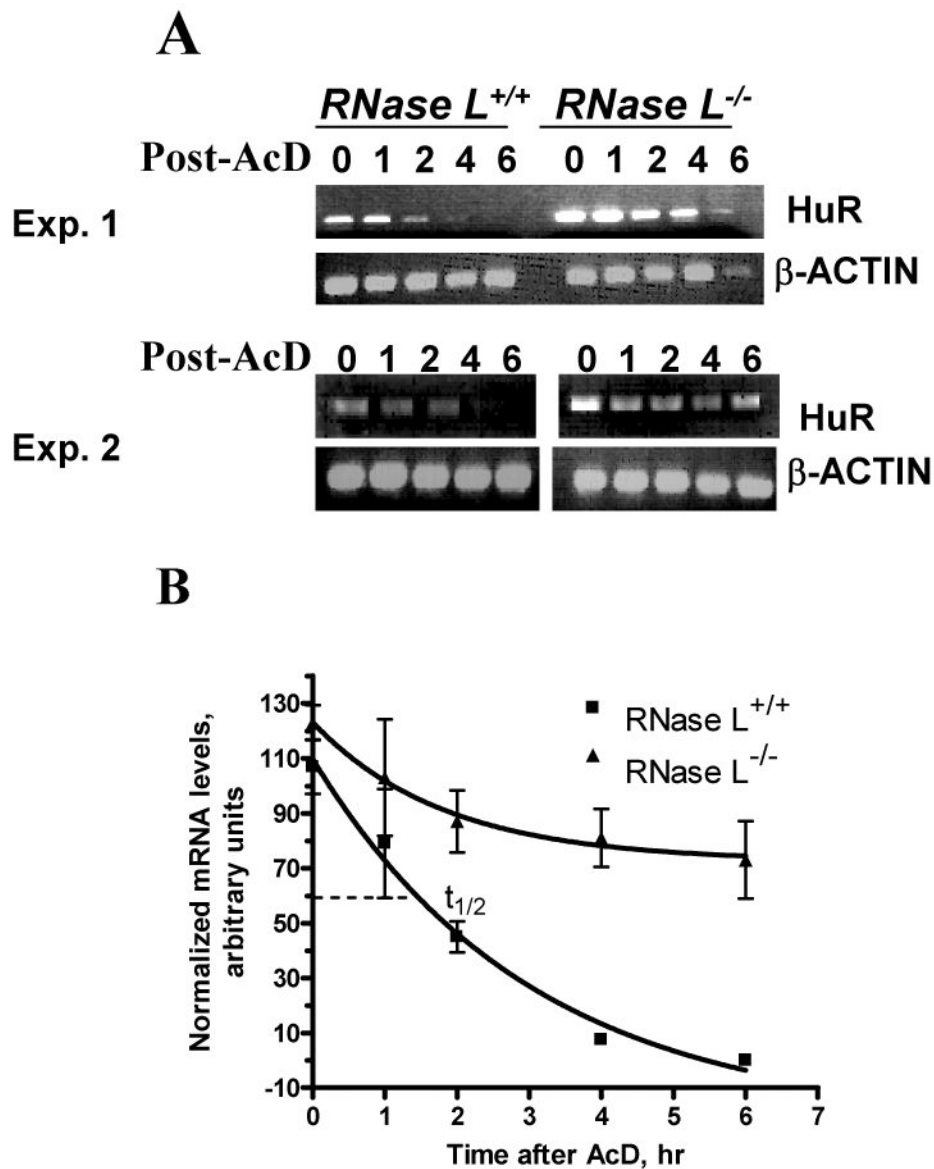 A
RNase L+/+ RNase L-/-
Post-AcD 0 1 2 4 6 0 1 2 4 6
Exp. 1
HuR
β-ACTIN
Post-AcD 0 1 2 4 6 0 1 2 4 6
Exp. 2
HuR
β-ACTIN
B
Normalized mRNA levels,
arbitrary units
130
110
90
70
50
30
10
-10
RNase L+/+
RNase L-/-
t1/2
0 1 2 3 4 5 6 7
Time after AcD, hr